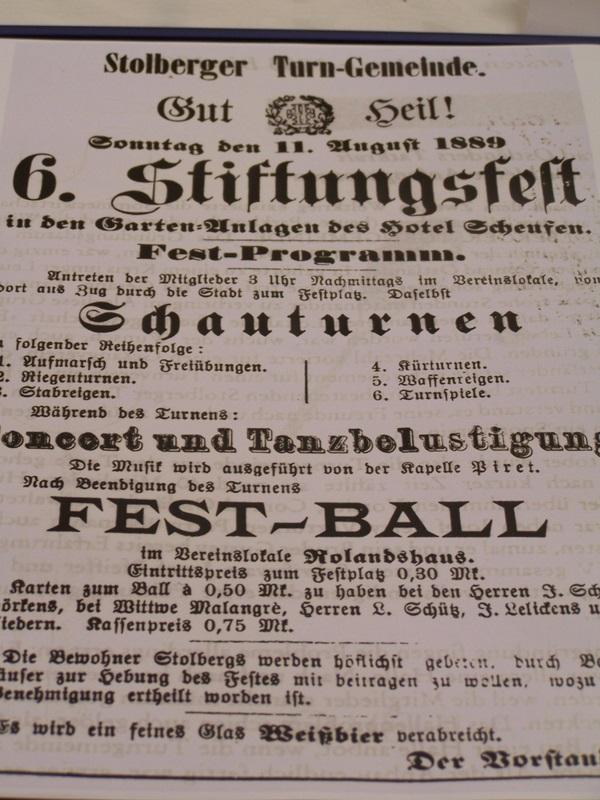 Stolberger Turn-Gemeinde.
Gut Heil!
Sonntag den 11. August 1889
6. Stiftungsfest
in den Garten-Anlagen des Hotel Scheufen.
Fest-Programm.
Antreten der Mitglieder 3 Uhr Nachmittags im Vereinslokale, von
dort aus Zug durch die Stadt zum Festplatz. Daselbst
Schauturnen
folgender Reihenfolge:
1. Aufmarsch und Freiübungen.
2. Riegenturnen.
3. Stabreigen.
4. Kürturnen.
5. Waffenreigen.
6. Turnspiele.
Während des Turnens:
Concert und Tanzbelustigung
Die Musik wird ausgeführt von der Kapelle Piret.
Nach Beendigung des Turnens
FEST-BALL
im Vereinslokale Rolandshaus.
Eintrittspreis zum Festplatz 0,30 Mk.
Karten zum Ball à 0,50 Mk. zu haben bei den Herren J. Sch
örkens, bei Wittwe Malangrè, Herren L. Schütz, J. Lelickens u
liedern. Kassenpreis 0,75 Mk.
Die Bewohner Stolbergs werden höflichst gebeten, durch Be
äuser zur Hebung des Festes mit beitragen zu wollen, wozu
Genehmigung ertheilt worden ist.
Es wird ein feines Glas Weißbier verabreicht.
Der Vorstan